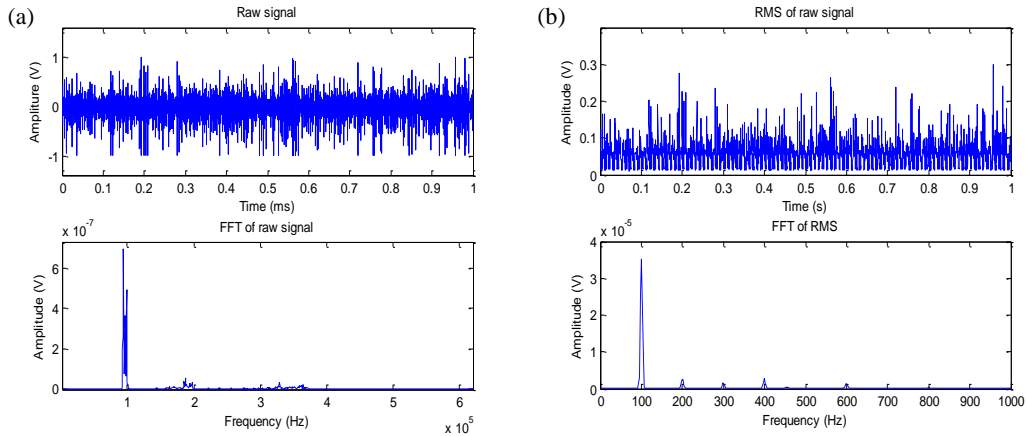 (a)
Raw signal
Ampliture (V)
1
0
-1
0 0.1 0.2 0.3 0.4 0.5 0.6 0.7 0.8 0.9 1
Time (ms)
x 10^-7
FFT of raw signal
Amplitude (V)
6
4
2
0
1 2 3 4 5 6
Frequency (Hz)
x 10^5
(b)
RMS of raw signal
Amplitude (V)
0.3
0.2
0.1
0
0 0.1 0.2 0.3 0.4 0.5 0.6 0.7 0.8 0.9 1
Time (s)
x 10^-5
FFT of RMS
Amplitude (V)
4
3
2
1
0
0 100 200 300 400 500 600 700 800 900 1000
Frequency (Hz)